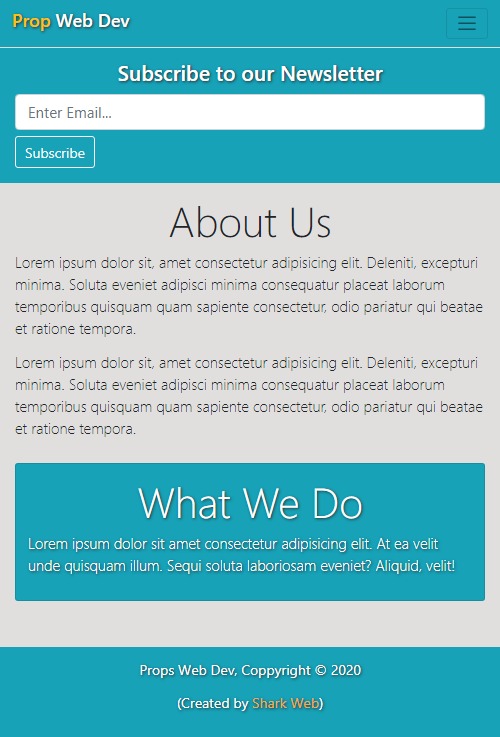 Prop Web Dev
Subscribe to our Newsletter
Enter Email...
Subscribe
About Us
Lorem ipsum dolor sit, amet consectetur adipisicing elit. Deleniti, excepturi
minima. Soluta eveniet adipisci minima consequatur placeat laborum
temporibus quisquam quam sapiente consectetur, odio pariatur qui beatae
et ratione tempora.
Lorem ipsum dolor sit, amet consectetur adipisicing elit. Deleniti, excepturi
minima. Soluta eveniet adipisci minima consequatur placeat laborum
temporibus quisquam quam sapiente consectetur, odio pariatur qui beatae
et ratione tempora.
What We Do
Lorem ipsum dolor sit amet consectetur adipisicing elit. At ea velit
unde quisquam illum. Sequi soluta laboriosam eveniet? Aliquid, velit!
Props Web Dev, Coppyright © 2020
(Created by Shark Web)